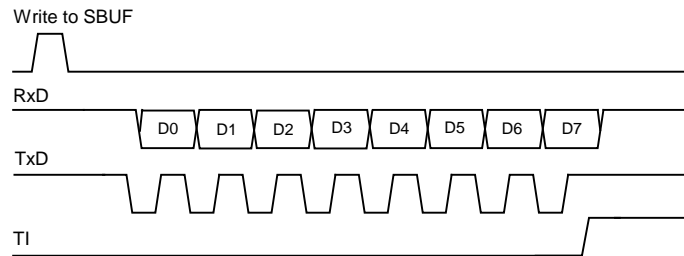 Write to SBUF
RxD
D0 D1 D2 D3 D4 D5 D6 D7
TxD
TI